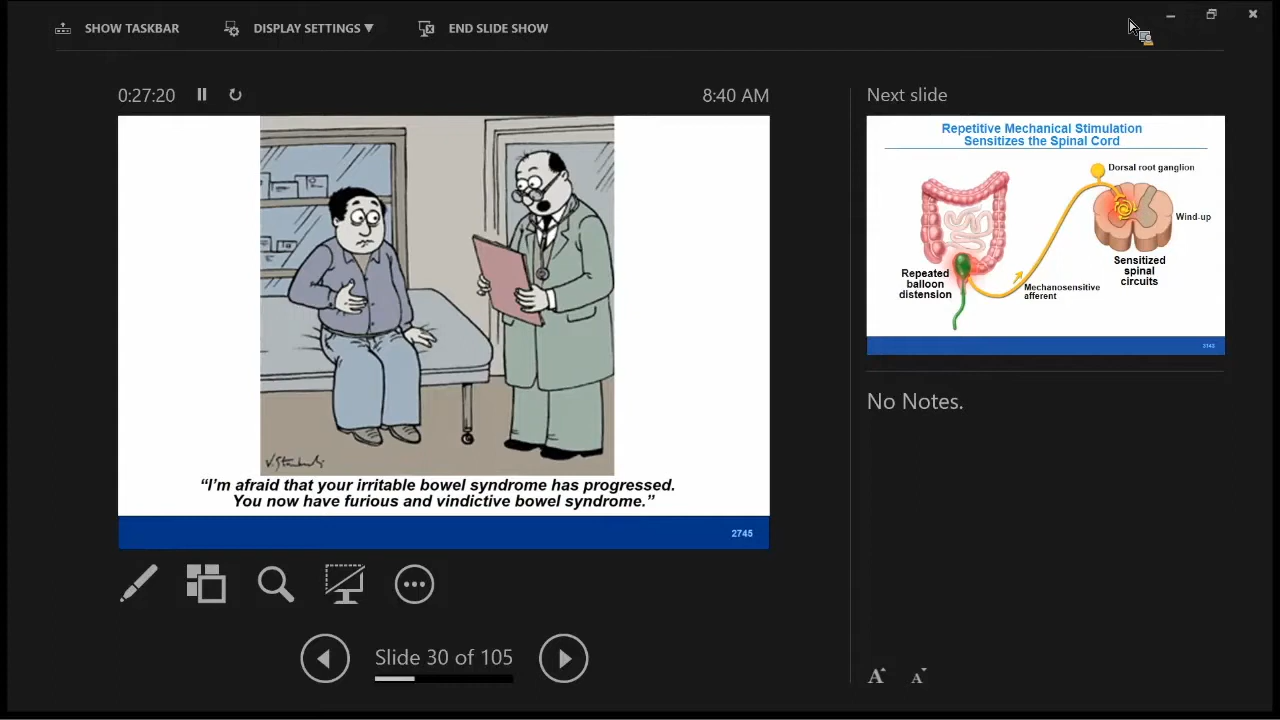 SHOW TASKBAR
DISPLAY SETTINGS
END SLIDE SHOW
0:27:20
8:40 AM
“I’m afraid that your irritable bowel syndrome has progressed.
You now have furious and vindictive bowel syndrome.”
2745
Slide 30 of 105
Next slide
Repetitive Mechanical Stimulation
Sensitizes the Spinal Cord
Dorsal root ganglion
Wind-up
Sensitized
spinal
circuits
Repeated
balloon
distension
Mechanosensitive
afferent
No Notes.
A A